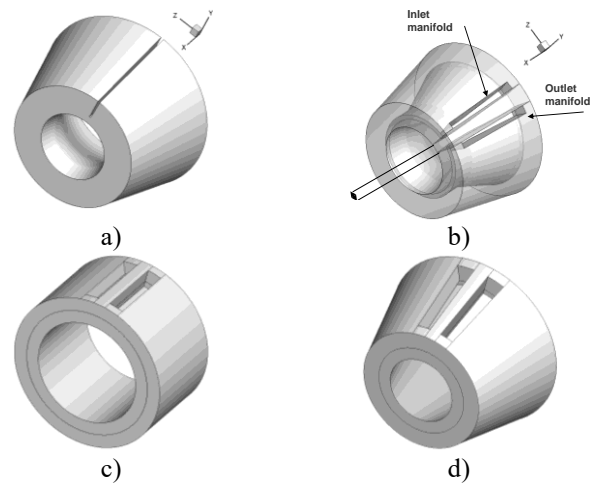 Z
Y
X
Inlet
manifold
Z
Y
X
Outlet
manifold
a)
b)
c)
d)